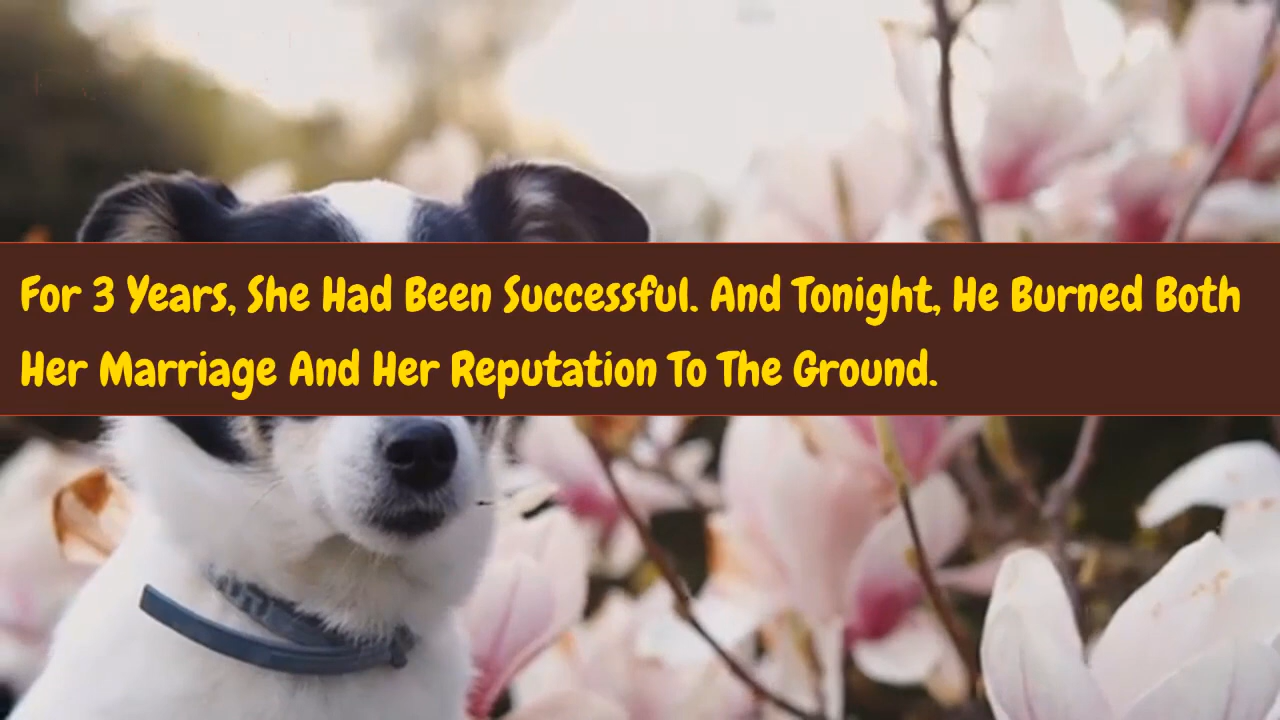 For 3 Years, She Had Been Successful. And Tonight, He Burned Both
Her Marriage And Her Reputation To The Ground.